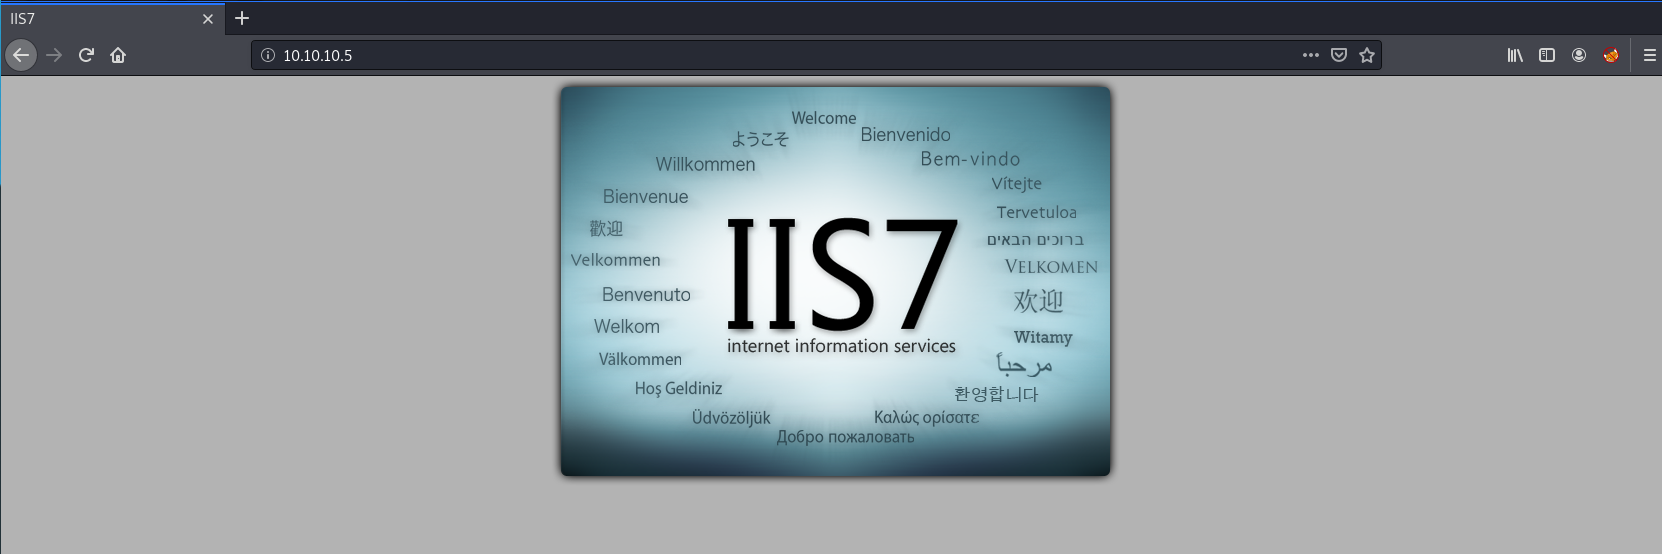 IIS7
10.10.10.5
Welcome
ようこそ
Bienvenido
Willkommen
Bem-vindo
Vítejte
Bienvenue
Tervetuloa
歡迎
ברוכים הבאים
Velkommen
VELKOMEN
Benvenuto
欢迎
IIS7
Welkom
Witamy
internet information services
Välkommen
مرحباً
Hoş Geldiniz
환영합니다
Üdvözöljük
Καλώς ορίσατε
Добро пожаловать